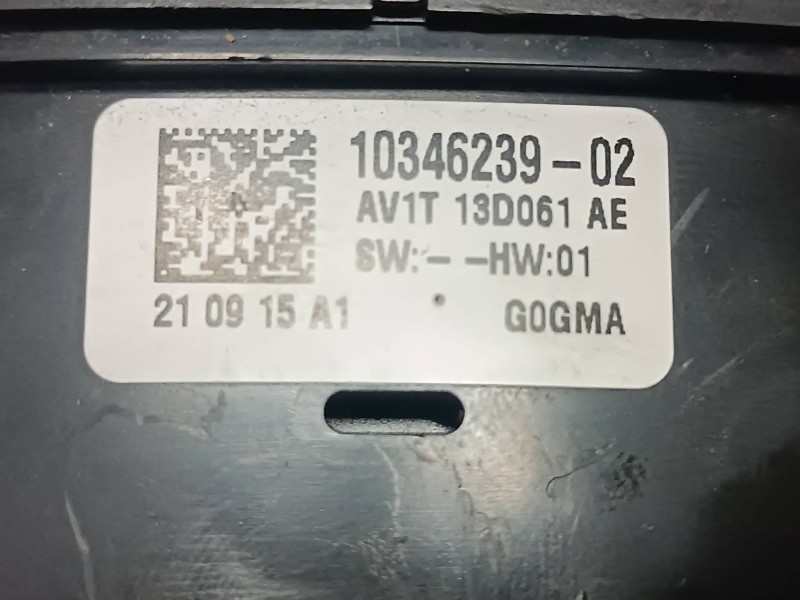 10346239-02
AV1T 13D061 AE
SW:- -HW:01
21 09 15 A1
G0GMA